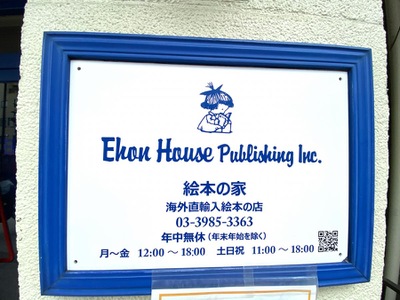 Ehon House Publishing Inc.
絵本の家
海外直輸入絵本の店
03-3985-3363
年中無休（年末年始を除く）
月～金 12:00 ～ 18:00 土日祝 11:00 ～ 18:00